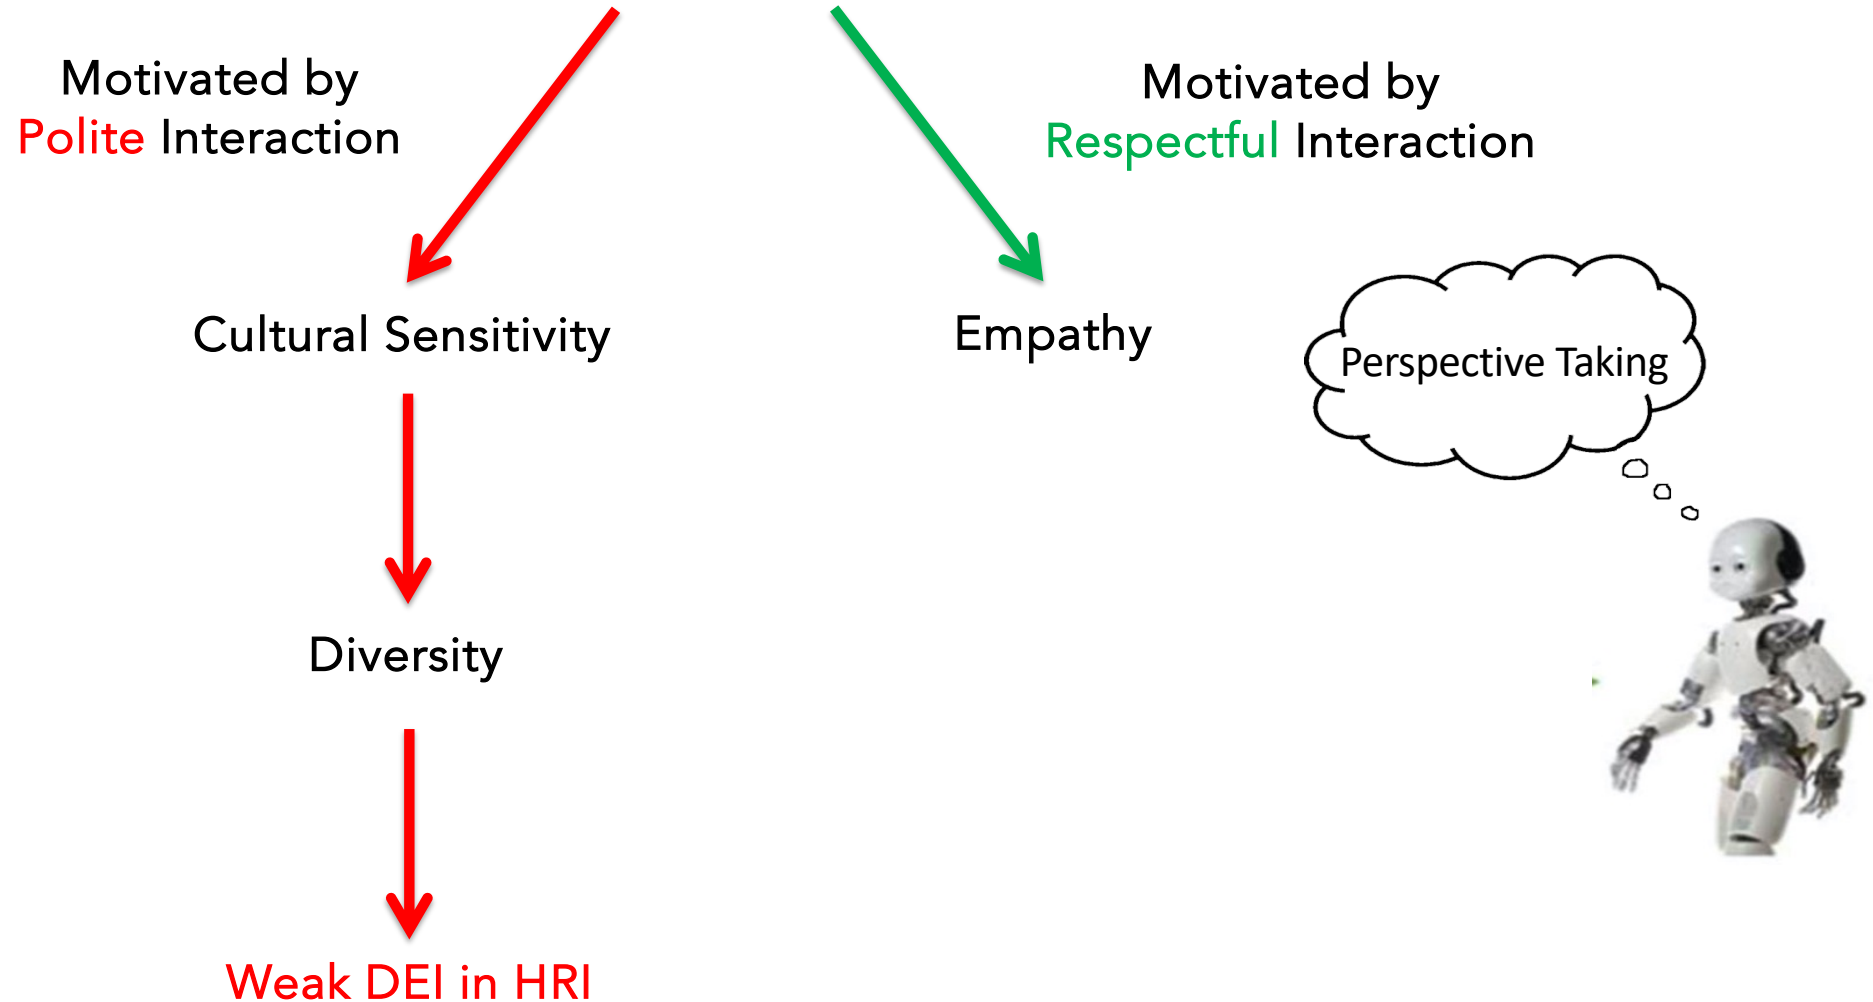 Motivated by
Polite Interaction
Motivated by
Respectful Interaction
Cultural Sensitivity
Empathy
Perspective Taking
Diversity
Weak DEI in HRI